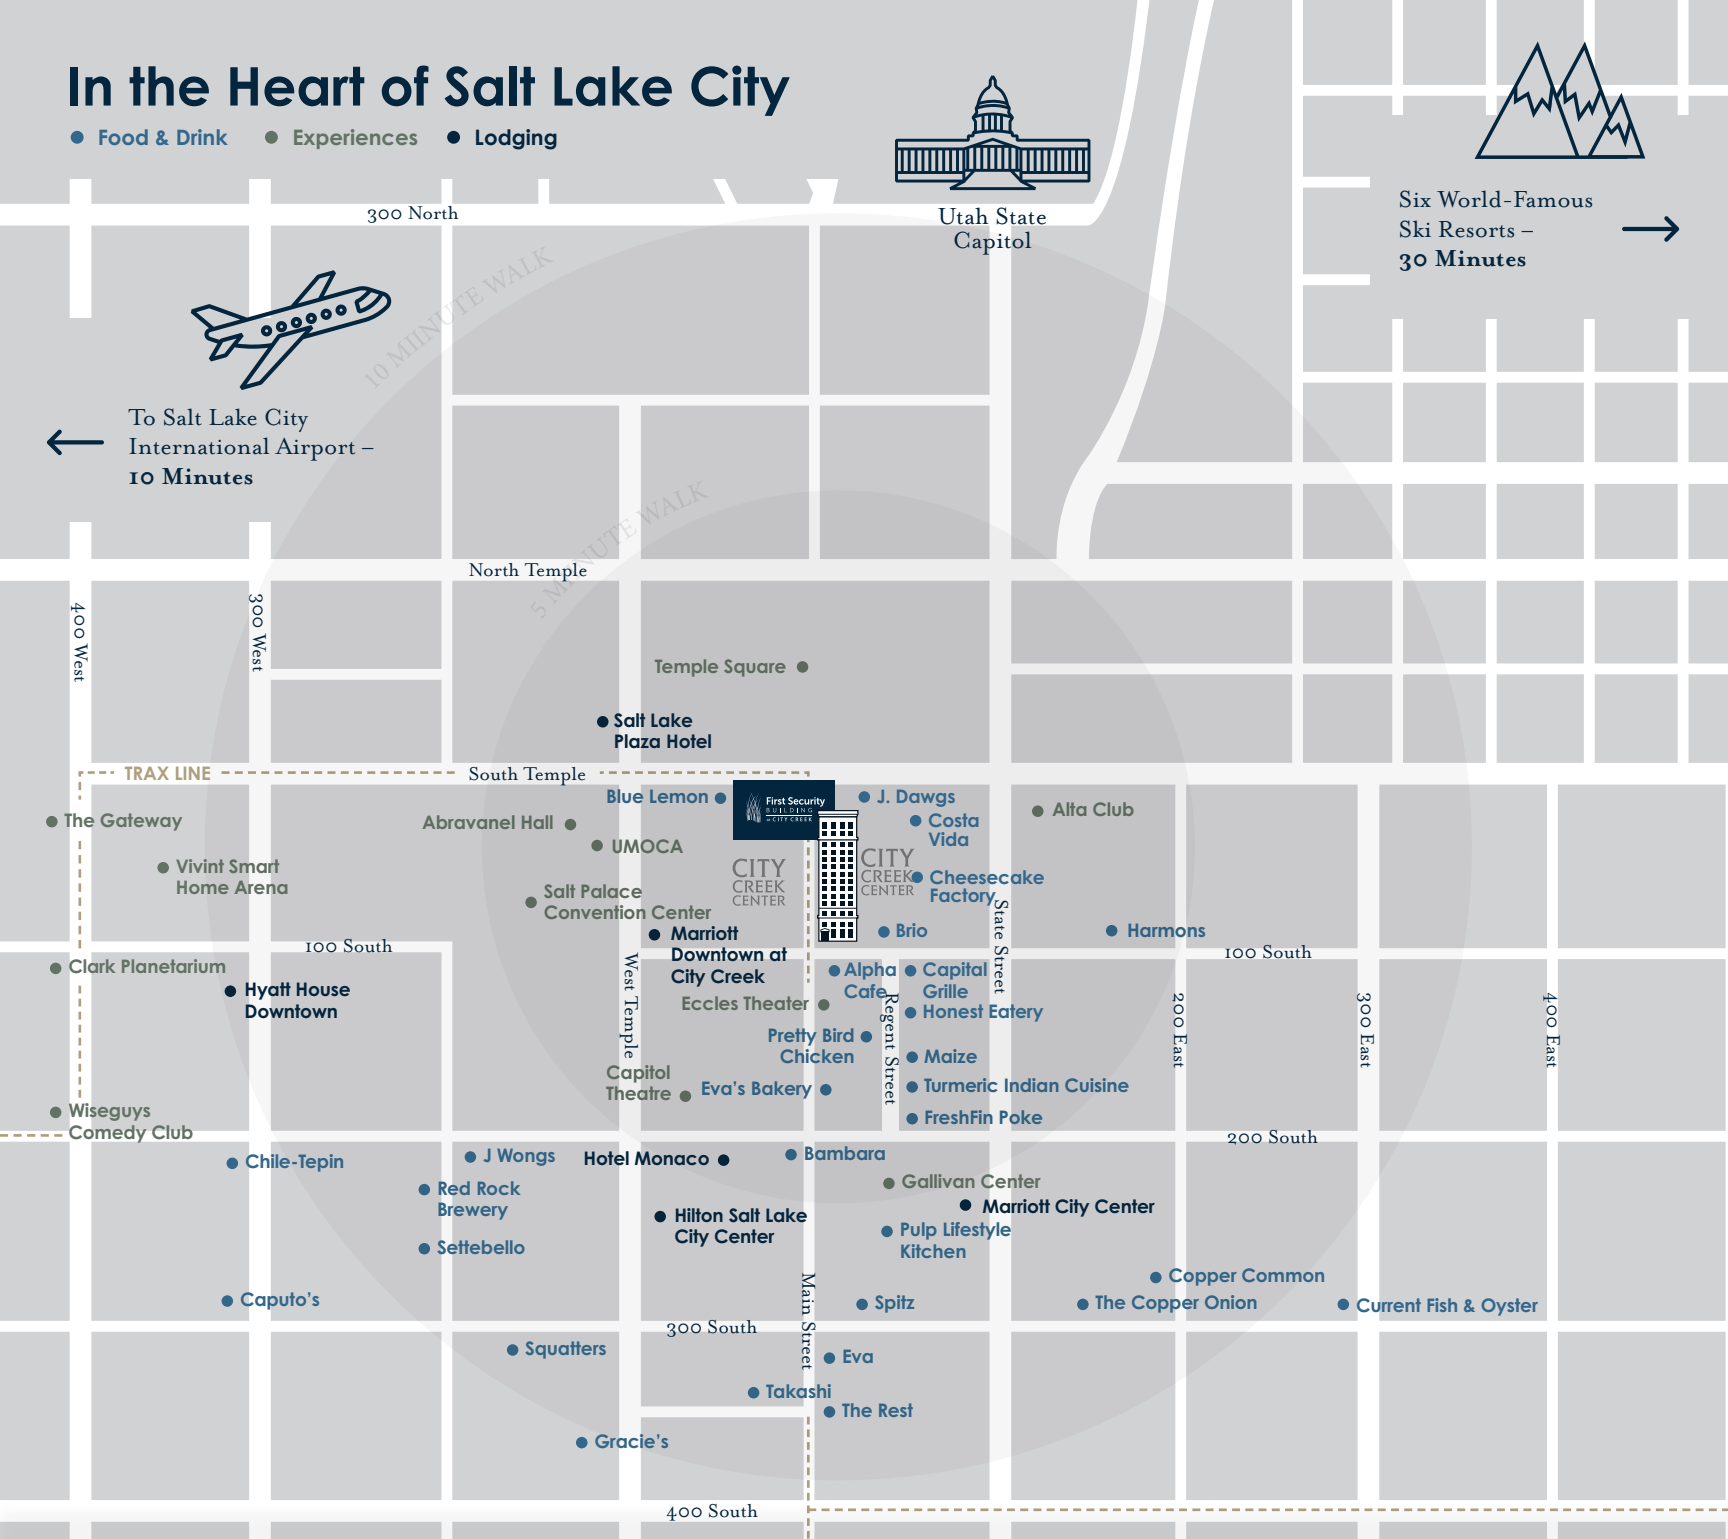 In the Heart of Salt Lake City
Food & Drink
Experiences
Lodging
Utah State
Capitol
Six World-Famous
Ski Resorts –
30 Minutes
300 North
10 MIINUTE WALK
To Salt Lake City
International Airport –
10 Minutes
5 MINUTE WALK
North Temple
400 West
300 West
Temple Square
Salt Lake
Plaza Hotel
TRAX LINE
South Temple
Blue Lemon
First Security
BUILDING
at CITY CREEK
J. Dawgs
Costa
Vida
Alta Club
The Gateway
Abravanel Hall
UMOCA
Vivint Smart
Home Arena
CITY
CREEK
CENTER
CITY
CREEK
CENTER
Cheesecake
Factory
Salt Palace
Convention Center
State Street
Marriott
Downtown at
City Creek
Brio
Harmons
100 South
100 South
West Temple
Clark Planetarium
Hyatt House
Downtown
Alpha
Cafe
Capital
Grille
Regent Street
Eccles Theater
Honest Eatery
200 East
300 East
400 East
Pretty Bird
Chicken
Maize
Capitol
Theatre
Eva's Bakery
Turmeric Indian Cuisine
Wiseguys
Comedy Club
FreshFin Poke
200 South
Chile-Tepin
J Wongs
Hotel Monaco
Bambara
Red Rock
Brewery
Gallivan Center
Marriott City Center
Hilton Salt Lake
City Center
Pulp Lifestyle
Kitchen
Settebello
Main Street
Copper Common
Caputo's
Spitz
The Copper Onion
Current Fish & Oyster
300 South
Squatters
Eva
Takashi
The Rest
Gracie's
400 South